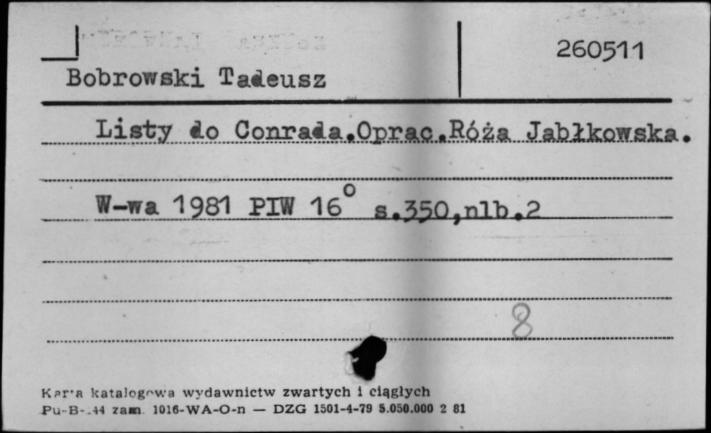 260511
Bobrowski Tadeusz
Listy do Conrada.Oprac.Róża Jabłkowska.
W-wa 1981 PIW 16° s.350,nlb.2
8
Karta katalogowa wydawnictw zwartych i ciągłych
Pu-B-.44 zam. 1016-WA-O-n — DZG 1501-4-79 5.050.000 2 81